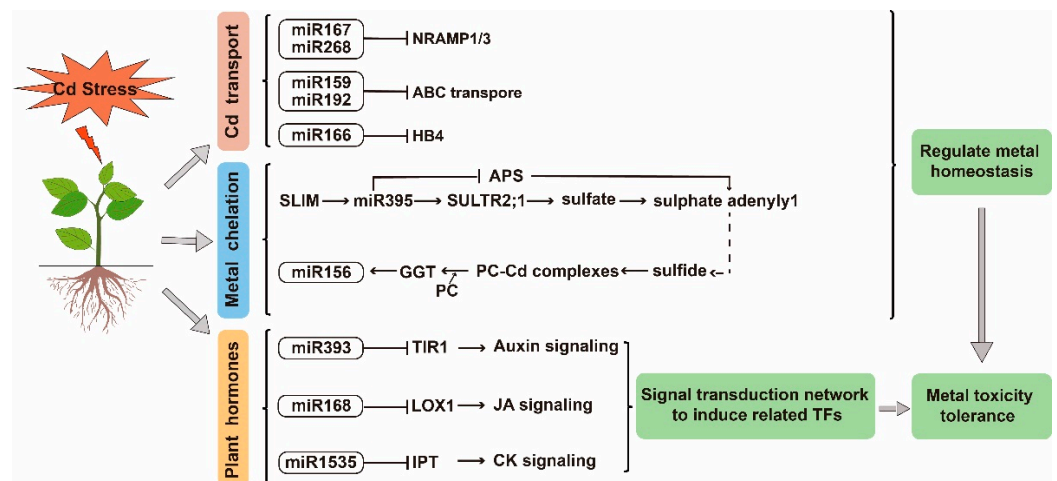 Cd Stress
Cd transport
miR167
miR268
NRAMP1/3
miR159
miR192
ABC transpore
miR166
HB4
Regulate metal
homeostasis
Metal chelation
APS
SLIM miR395 SULTR2;1 sulfate sulphate adenyly1
miR156 GGT PC-Cd complexes sulfide
PC
Plant hormones
miR393 TIR1 Auxin signaling
miR168 LOX1 JA signaling
miR1535 IPT CK signaling
Signal transduction network
to induce related TFs
Metal toxicity
tolerance